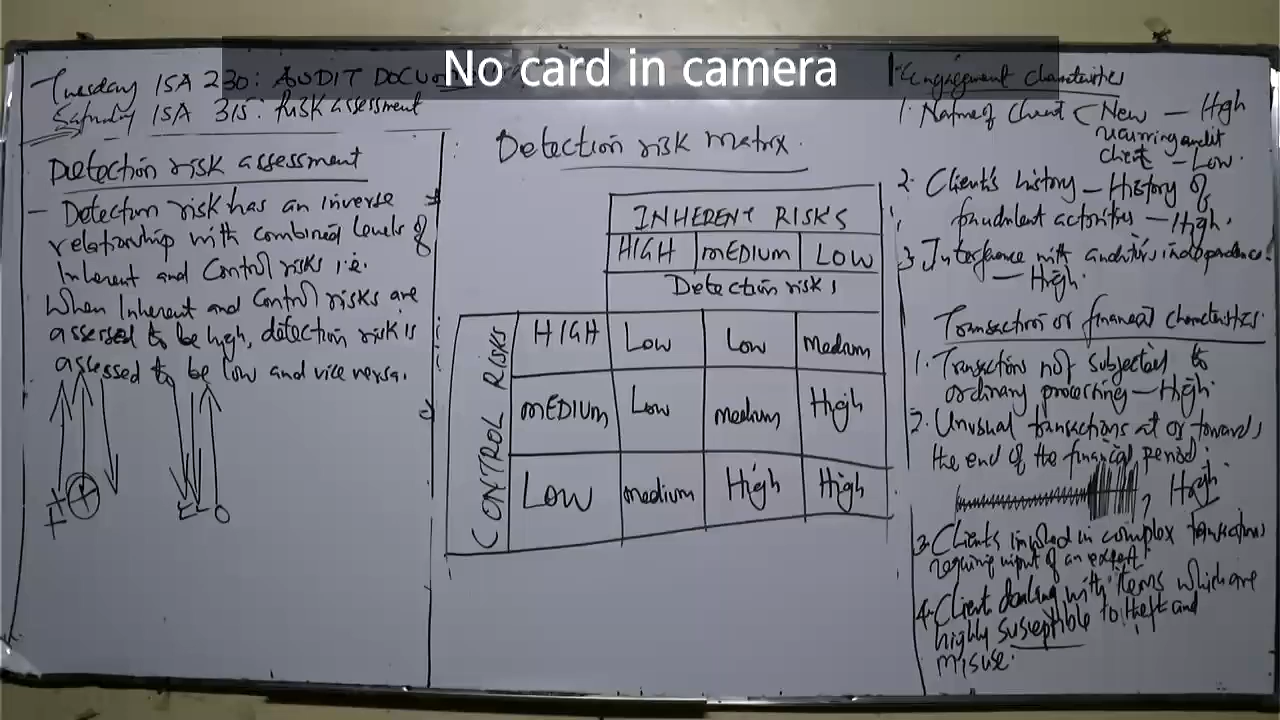 No card in camera
Tuesday ISA 230: AUDIT DOCU
Saturday ISA 315: Risk assessment
Detection risk assessment
- Detection risk has an inverse
relationship with combined levels of
Inherent and Control risks i.e.
When Inherent and Control risks are
assessed to be high, detection risk is
assessed to be low and vice versa.
Detection risk matrix.
INHERENT RISKS
HIGH MEDIUM LOW
Detection risks
CONTROL RISKS
HIGH Low Low Medium
MEDIUM Low medium High
LOW medium High High
Engagement
1. Nature of Client New - High
recurring audit
client - Low.
2. Client's history - History of
fraudulent activities - High.
3. Interference with auditor's independence.
- High.
Transaction or financial characteristics.
1. Transactions not subjected to
ordinary processing - High.
2. Unusual transactions at or towards
the end of the financial period.
High.
3. Clients involved in complex transactions
requiring input of an expert.
4. Client dealing with items which are
highly susceptible to theft and
misuse.